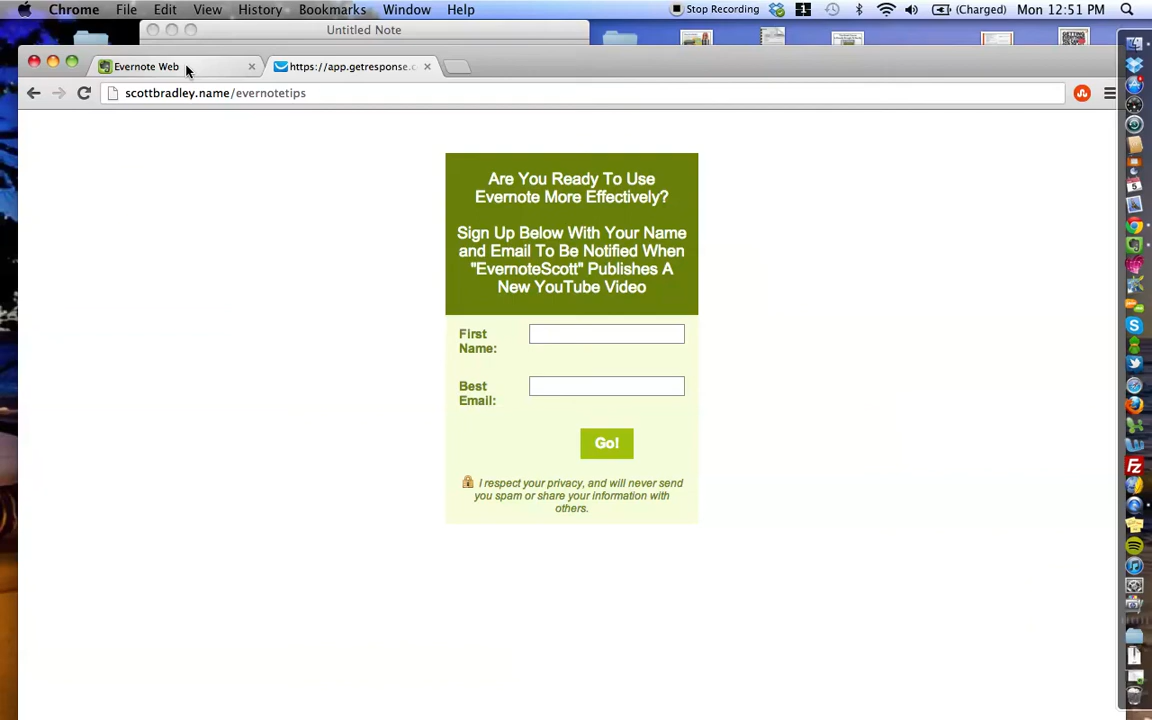 Chrome File Edit View History Bookmarks Window Help Stop Recording 1 (Charged) Mon 12:51 PM
Untitled Note
Evernote Web https://app.getresponse.c
scottbradley.name/evernotetips
Are You Ready To Use
Evernote More Effectively?
Sign Up Below With Your Name
and Email To Be Notified When
"EvernoteScott" Publishes A
New YouTube Video
First
Name:
Best
Email:
Go!
I respect your privacy, and will never send
you spam or share your information with
others.